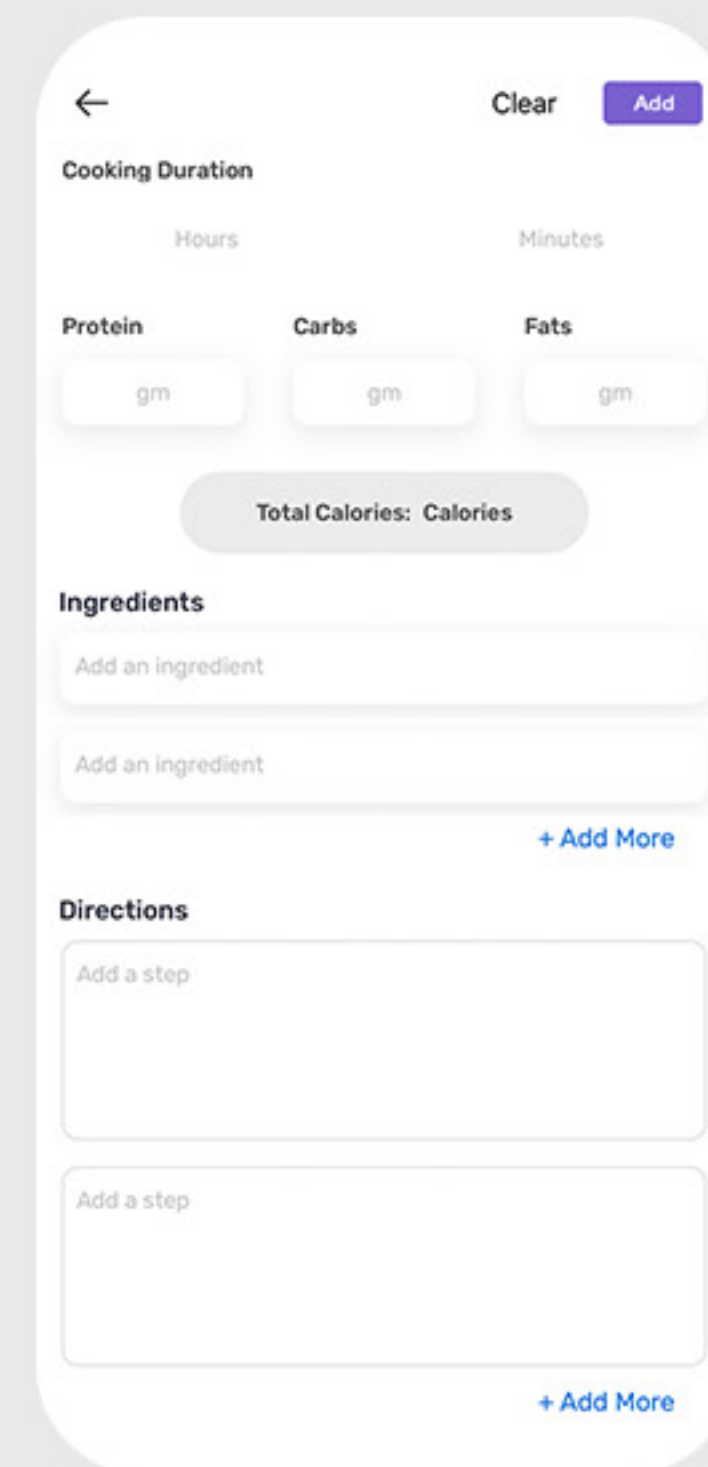 Clear Add
Cooking Duration
Hours Minutes
Protein Carbs Fats
gm gm gm
Total Calories: Calories
Ingredients
Add an ingredient
Add an ingredient
+ Add More
Directions
Add a step
Add a step
+ Add More